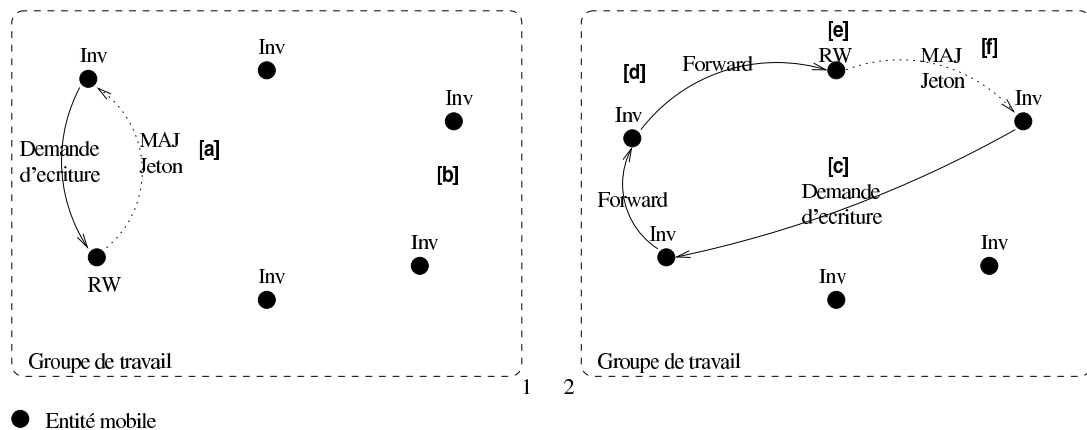 Inv
Inv
Inv
Demande
d'ecriture
MAJ
Jeton
[a]
[b]
RW
Inv
Inv
Groupe de travail
1
[e]
RW
[f]
MAJ
Jeton
[d]
Forward
Inv
Inv
[c]
Demande
d'ecriture
Forward
Inv
Inv
Inv
Groupe de travail
2
Entité mobile